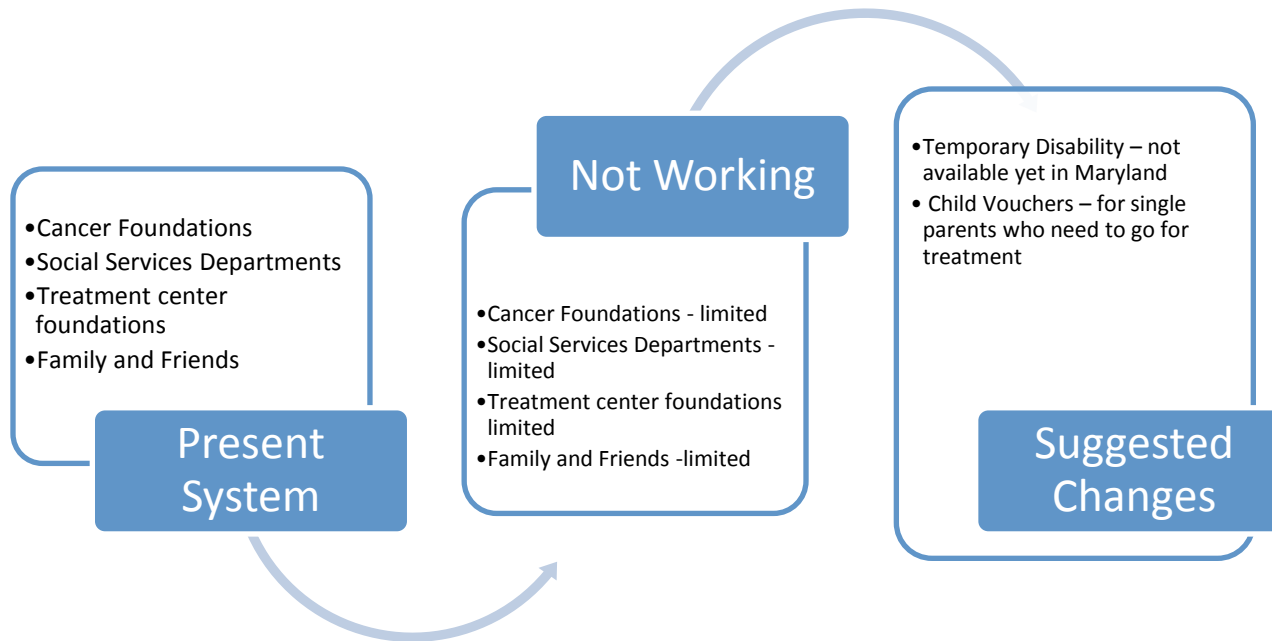 •Cancer Foundations
•Social Services Departments
•Treatment center
foundations
•Family and Friends
Present
System
Not Working
•Cancer Foundations - limited
•Social Services Departments -
limited
•Treatment center foundations
limited
•Family and Friends -limited
•Temporary Disability – not
available yet in Maryland
• Child Vouchers – for single
parents who need to go for
treatment
Suggested
Changes